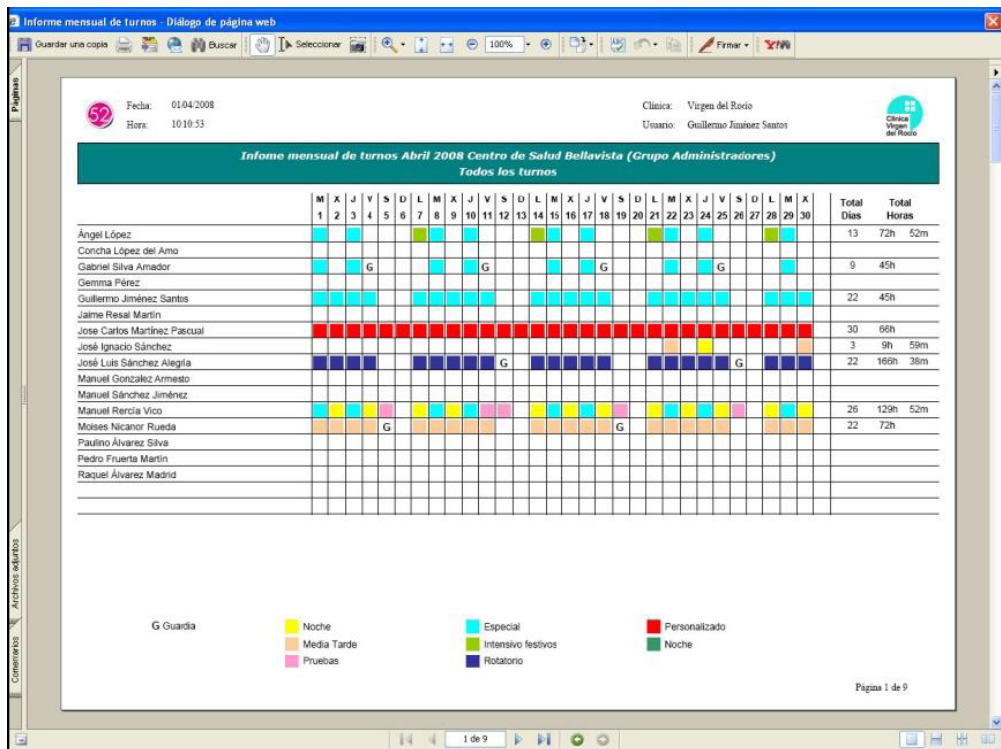 Informe mensual de turnos - Diálogo de página web
Guardar una copia Buscar Seleccionar 100% Firmar
Páginas
52
Fecha: 01/04/2008
Hora: 10:10:53
Clínica: Virgen del Rocío
Usuario: Guillermo Jiménez Santos
Clínica
Virgen
del Rocío
Infome mensual de turnos Abril 2008 Centro de Salud Bellavista (Grupo Administradores)
Todos los turnos
M X J V S D L M X J V S D L M X J V S D L M X J V S D L M X Total Total
1 2 3 4 5 6 7 8 9 10 11 12 13 14 15 16 17 18 19 20 21 22 23 24 25 26 27 28 29 30 Días Horas
Ángel López 13 72h 52m
Concha López del Amo
Gabriel Silva Amador G G G G 9 45h
Gemma Pérez
Guillermo Jiménez Santos 22 45h
Jaime Resal Martín
Jose Carlos Martínez Pascual 30 66h
José Ignacio Sánchez 3 9h 59m
José Luis Sánchez Alegría G G 22 166h 38m
Manuel Gonzalez Armesto
Manuel Sánchez Jiménez
Manuel Rercía Vico 26 129h 52m
Moises Nicanor Rueda G G 22 72h
Paulino Álvarez Silva
Pedro Fruerta Martín
Raquel Álvarez Madrid
G Guardia Noche Especial Personalizado
Media Tarde Intensivo festivos Noche
Pruebas Rotatorio
Archivos adjuntos
Comentarios
Página 1 de 9
1 de 9